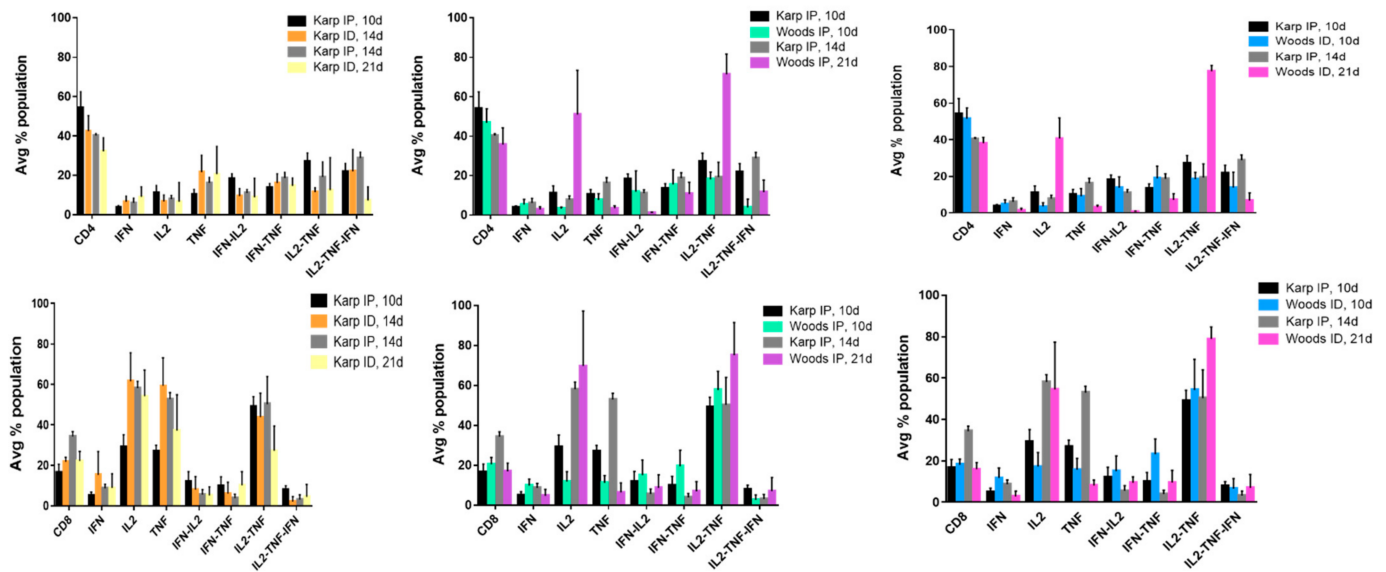 Avg % population
100
80
60
40
20
0
Karp IP, 10d
Karp ID, 14d
Karp IP, 14d
Karp ID, 21d
CD4
IFN
IL2
TNF
IFN-IL2
IFN-TNF
IL2-TNF
IL2-TNF-IFN
Avg % population
100
80
60
40
20
0
Karp IP, 10d
Woods IP, 10d
Karp IP, 14d
Woods IP, 21d
CD4
IFN
IL2
TNF
IFN-IL2
IFN-TNF
IL2-TNF
IL2-TNF-IFN
Avg % population
100
80
60
40
20
0
Karp IP, 10d
Woods ID, 10d
Karp IP, 14d
Woods ID, 21d
CD4
IFN
IL2
TNF
IFN-IL2
IFN-TNF
IL2-TNF
IL2-TNF-IFN
Avg % population
100
80
60
40
20
0
Karp IP, 10d
Karp ID, 14d
Karp IP, 14d
Karp ID, 21d
CD8
IFN
IL2
TNF
IFN-IL2
IFN-TNF
IL2-TNF
IL2-TNF-IFN
Avg % population
100
80
60
40
20
0
Karp IP, 10d
Woods IP, 10d
Karp IP, 14d
Woods IP, 21d
CD8
IFN
IL2
TNF
IFN-IL2
IFN-TNF
IL2-TNF
IL2-TNF-IFN
Avg % population
100
80
60
40
20
0
Karp IP, 10d
Woods ID, 10d
Karp IP, 14d
Woods ID, 21d
CD8
IFN
IL2
TNF
IFN-IL2
IFN-TNF
IL2-TNF
IL2-TNF-IFN